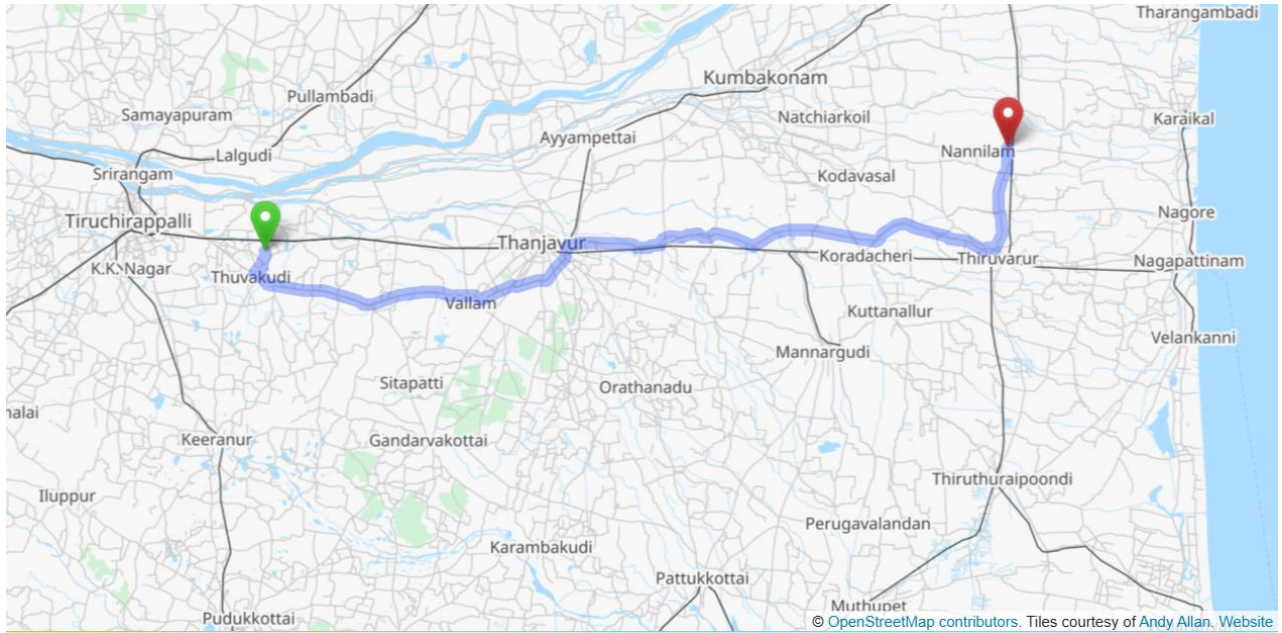 Tharangambadi
Kumbakonam
Pullambadi
Samayapuram
Natchiarkoil
Karaikal
Ayyampettai
Lalgudi
Nannilam
Srirangam
Kodavasal
Nagore
Tiruchirappalli
Thanjavur
Koradacheri
Thiruvarur
Nagapattinam
K.K. Nagar
Thuvakudi
Vallam
Kuttanallur
Velankanni
Mannargudi
Sitapatti
Orathanadu
nalai
Keeranur
Gandarvakottai
Thiruthuraipoondi
Iluppur
Perugavalandan
Karambakudi
Pattukkottai
Muthupet
Pudukkottai
© OpenStreetMap contributors. Tiles courtesy of Andy Allan. Website